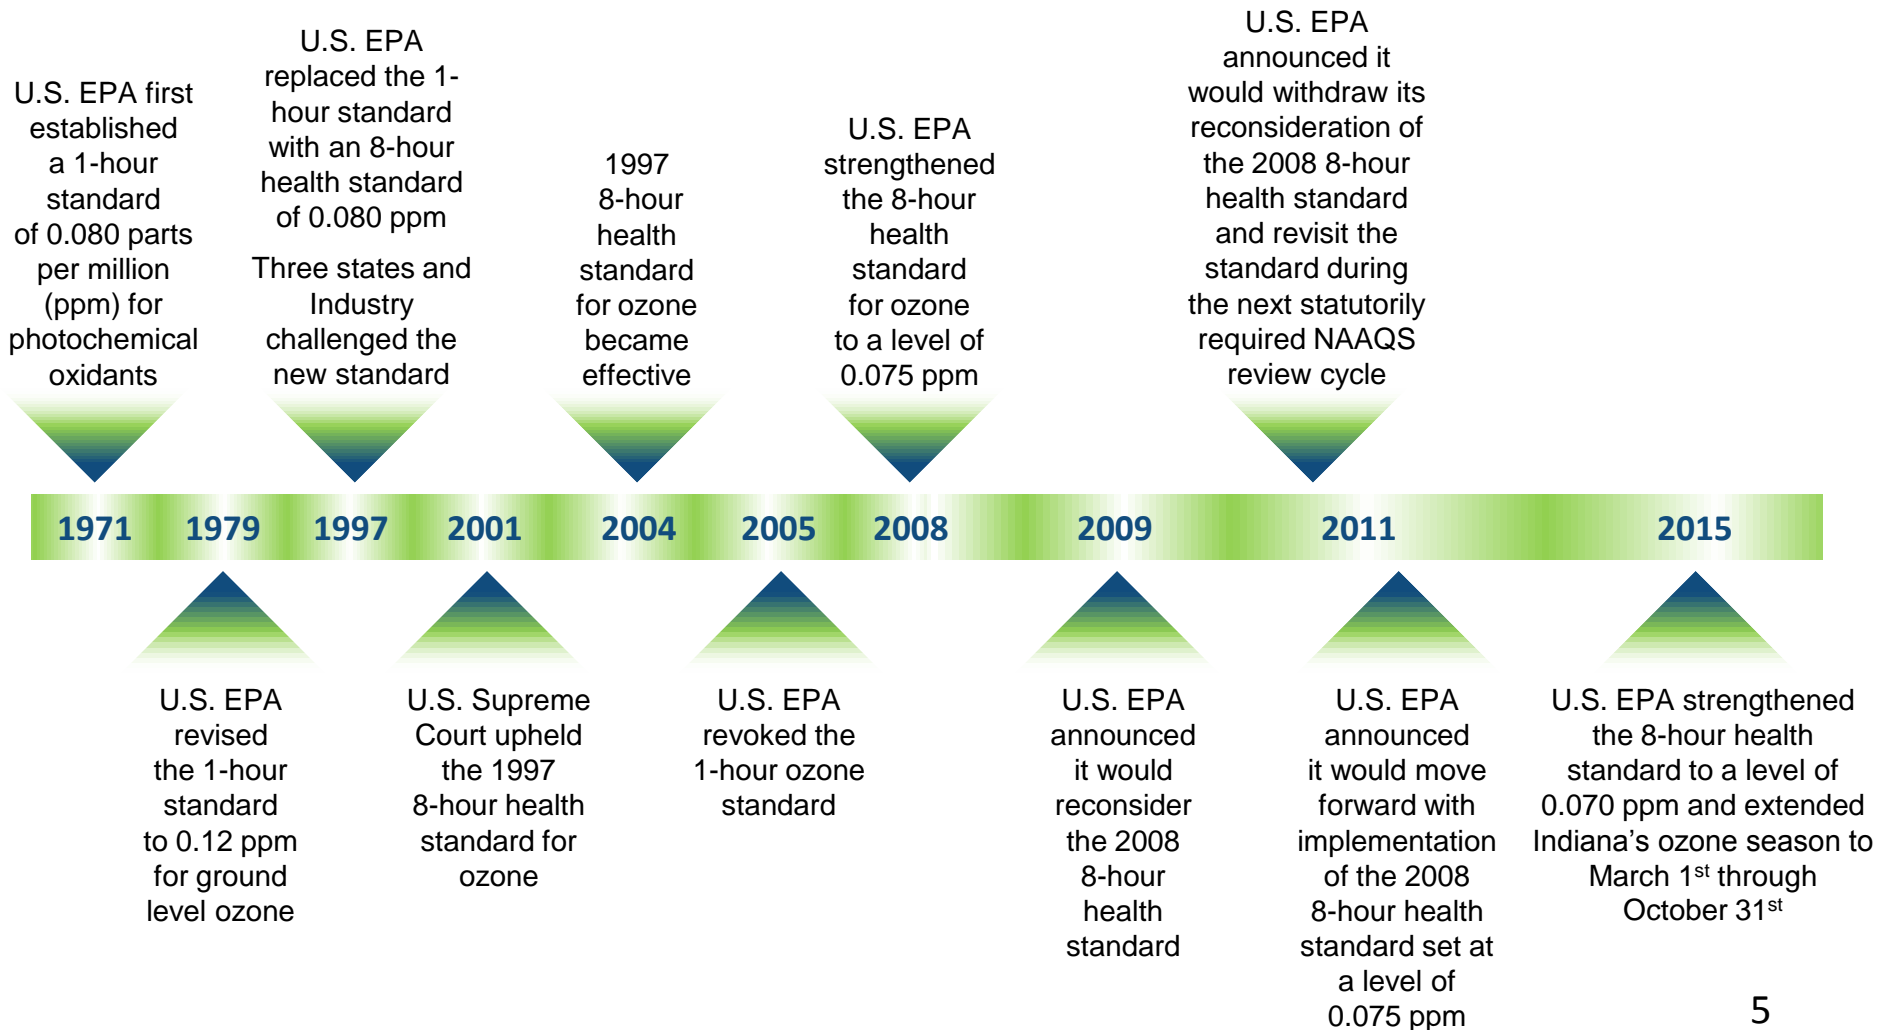 U.S. EPA first
established
a 1-hour
standard
of 0.080 parts
per million
(ppm) for
photochemical
oxidants
U.S. EPA
replaced the 1-
hour standard
with an 8-hour
health standard
of 0.080 ppm
Three states and
Industry
challenged the
new standard
1997
8-hour
health
standard
for ozone
became
effective
U.S. EPA
strengthened
the 8-hour
health
standard
for ozone
to a level of
0.075 ppm
U.S. EPA
announced it
would withdraw its
reconsideration of
the 2008 8-hour
health standard
and revisit the
standard during
the next statutorily
required NAAQS
review cycle
1971 1979 1997 2001 2004 2005 2008 2009 2011 2015
U.S. EPA
revised
the 1-hour
standard
to 0.12 ppm
for ground
level ozone
U.S. Supreme
Court upheld
the 1997
8-hour health
standard for
ozone
U.S. EPA
revoked the
1-hour ozone
standard
U.S. EPA
announced
it would
reconsider
the 2008
8-hour
health
standard
U.S. EPA
announced
it would move
forward with
implementation
of the 2008
8-hour health
standard set at
a level of
0.075 ppm
U.S. EPA strengthened
the 8-hour health
standard to a level of
0.070 ppm and extended
Indiana’s ozone season to
March 1st through
October 31st
5